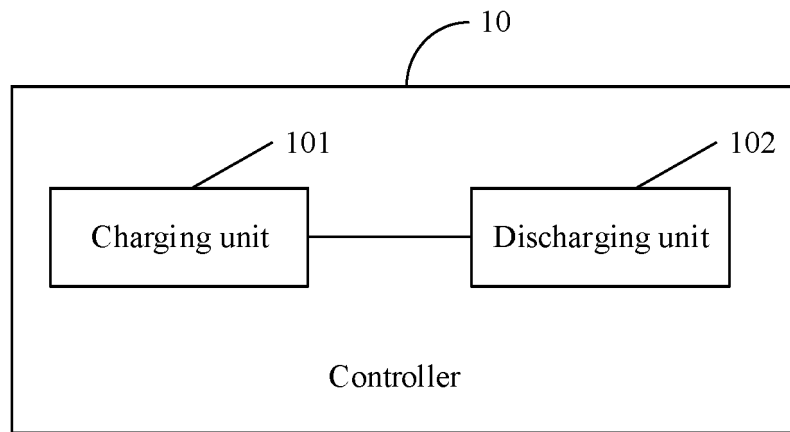 10
101
102
Charging unit
Discharging unit
Controller